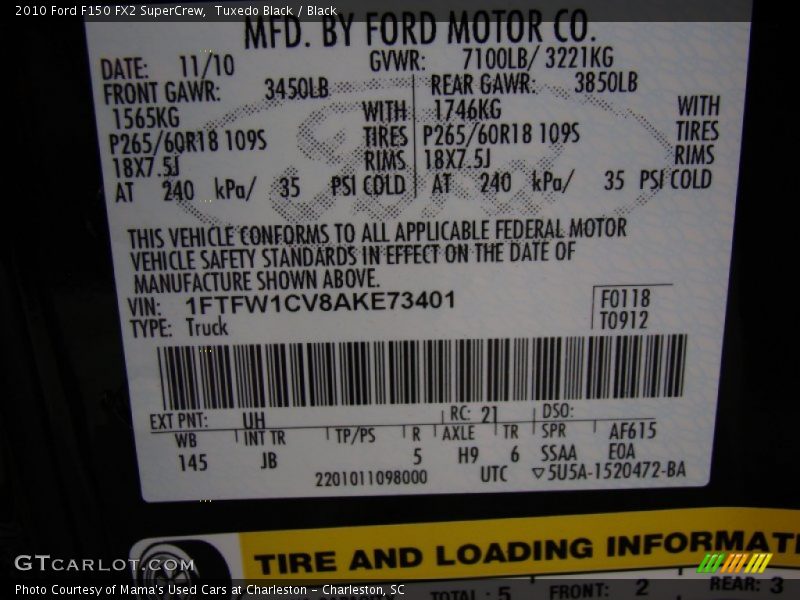 2010 Ford F150 FX2 SuperCrew, Tuxedo Black / Black
MFD. BY FORD MOTOR CO.
DATE: 11/10 GVWR: 7100LB/ 3221KG
FRONT GAWR: 3450LB REAR GAWR: 3850LB
1565KG WITH 1746KG WITH
P265/60R18 109S TIRES P265/60R18 109S TIRES
18X7.5J RIMS 18X7.5J RIMS
AT 240 kPa/ 35 PSI COLD AT 240 kPa/ 35 PSI COLD
THIS VEHICLE CONFORMS TO ALL APPLICABLE FEDERAL MOTOR
VEHICLE SAFETY STANDARDS IN EFFECT ON THE DATE OF
MANUFACTURE SHOWN ABOVE.
VIN: 1FTFW1CV8AKE73401 F0118
TYPE: Truck T0912
EXT PNT: UH RC: 21 DSO:
WB INT TR TP/PS R AXLE TR SPR AF615
145 JB 5 H9 6 SSAA E0A
2201011098000 UTC 5U5A-1520472-BA
TIRE AND LOADING INFORMATI
TOTAL: 5 FRONT: 2 REAR: 3
GTcarlot.com
Photo Courtesy of Mama's Used Cars at Charleston - Charleston, SC